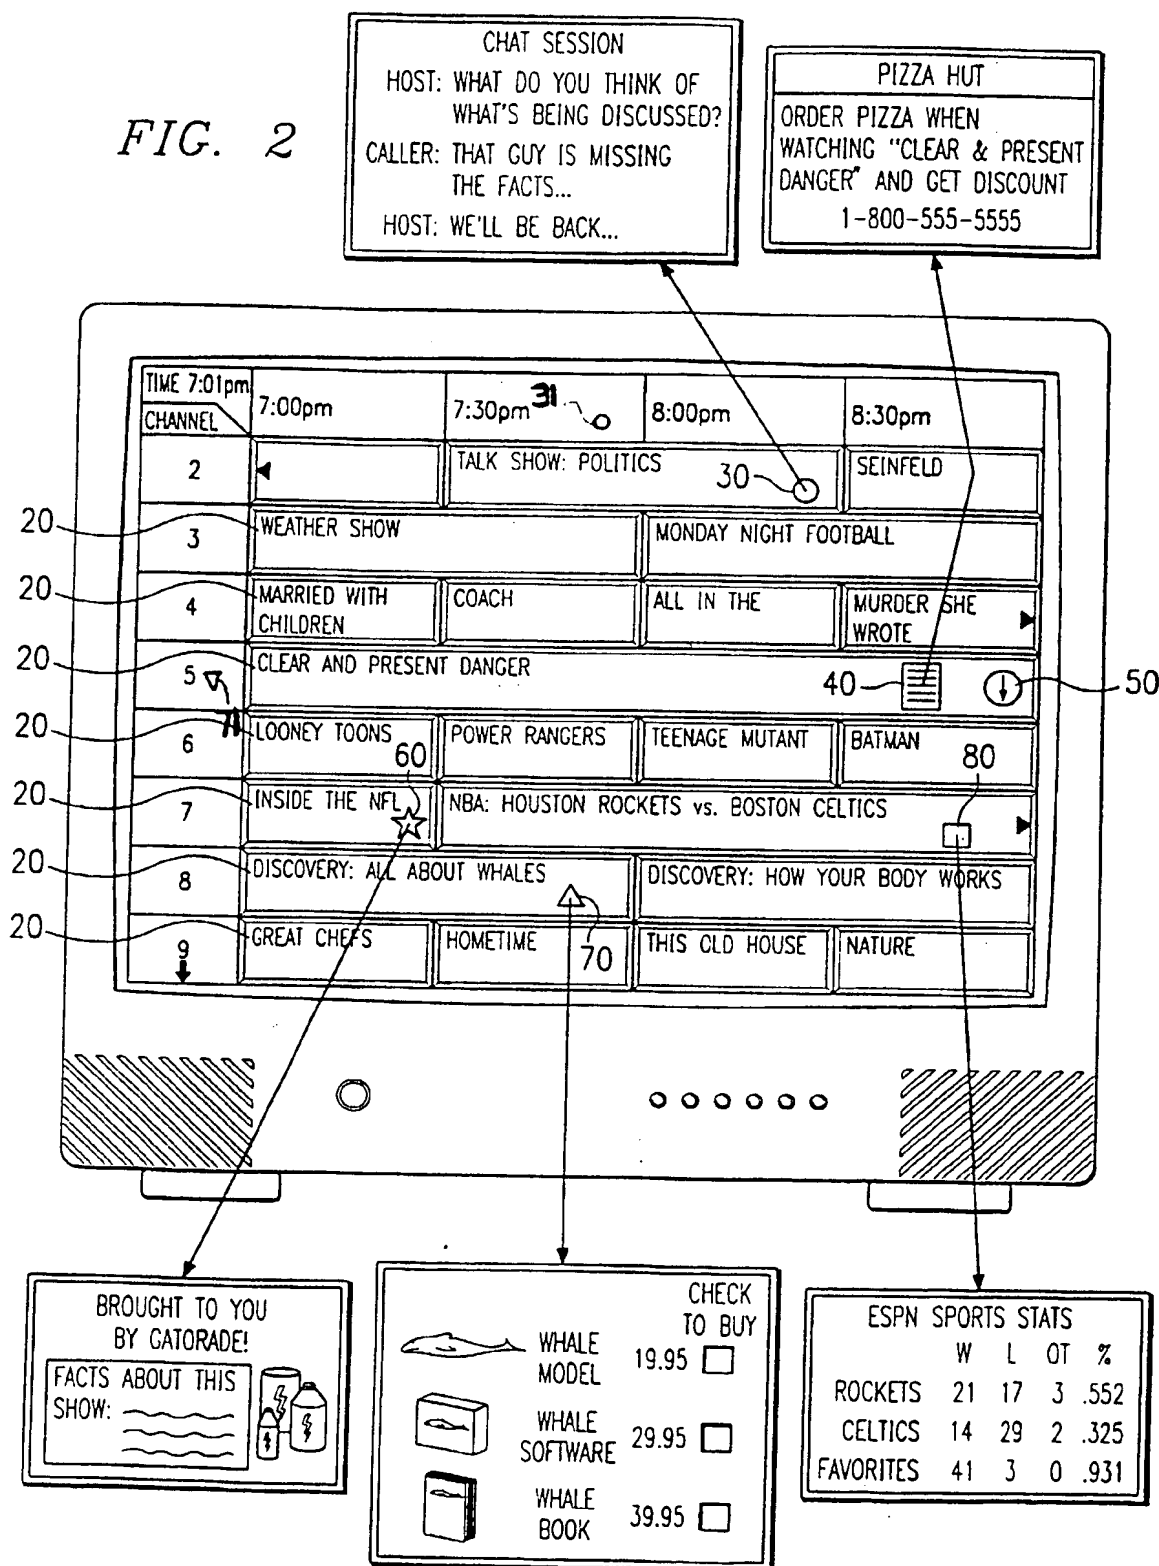 FIG. 2
CHAT SESSION
HOST: WHAT DO YOU THINK OF
WHAT'S BEING DISCUSSED?
CALLER: THAT GUY IS MISSING
THE FACTS...
HOST: WE'LL BE BACK...
PIZZA HUT
ORDER PIZZA WHEN
WATCHING "CLEAR & PRESENT
DANGER" AND GET DISCOUNT
1-800-555-5555
TIME 7:01pm
CHANNEL
7:00pm
7:30pm
31
8:00pm
8:30pm
2
TALK SHOW: POLITICS
30
SEINFELD
20
3
WEATHER SHOW
MONDAY NIGHT FOOTBALL
20
4
MARRIED WITH
CHILDREN
COACH
ALL IN THE
MURDER SHE
WROTE
20
5
CLEAR AND PRESENT DANGER
40
50
71
20
6
LOONEY TOONS
60
POWER RANGERS
TEENAGE MUTANT
BATMAN
80
20
7
INSIDE THE NFL
NBA: HOUSTON ROCKETS vs. BOSTON CELTICS
20
8
DISCOVERY: ALL ABOUT WHALES
DISCOVERY: HOW YOUR BODY WORKS
20
9
GREAT CHEFS
HOMETIME
70
THIS OLD HOUSE
NATURE
BROUGHT TO YOU
BY GATORADE!
FACTS ABOUT THIS
SHOW:
CHECK
TO BUY
WHALE
MODEL
19.95
WHALE
SOFTWARE
29.95
WHALE
BOOK
39.95
ESPN SPORTS STATS
W L OT %
ROCKETS 21 17 3 .552
CELTICS 14 29 2 .325
FAVORITES 41 3 0 .931